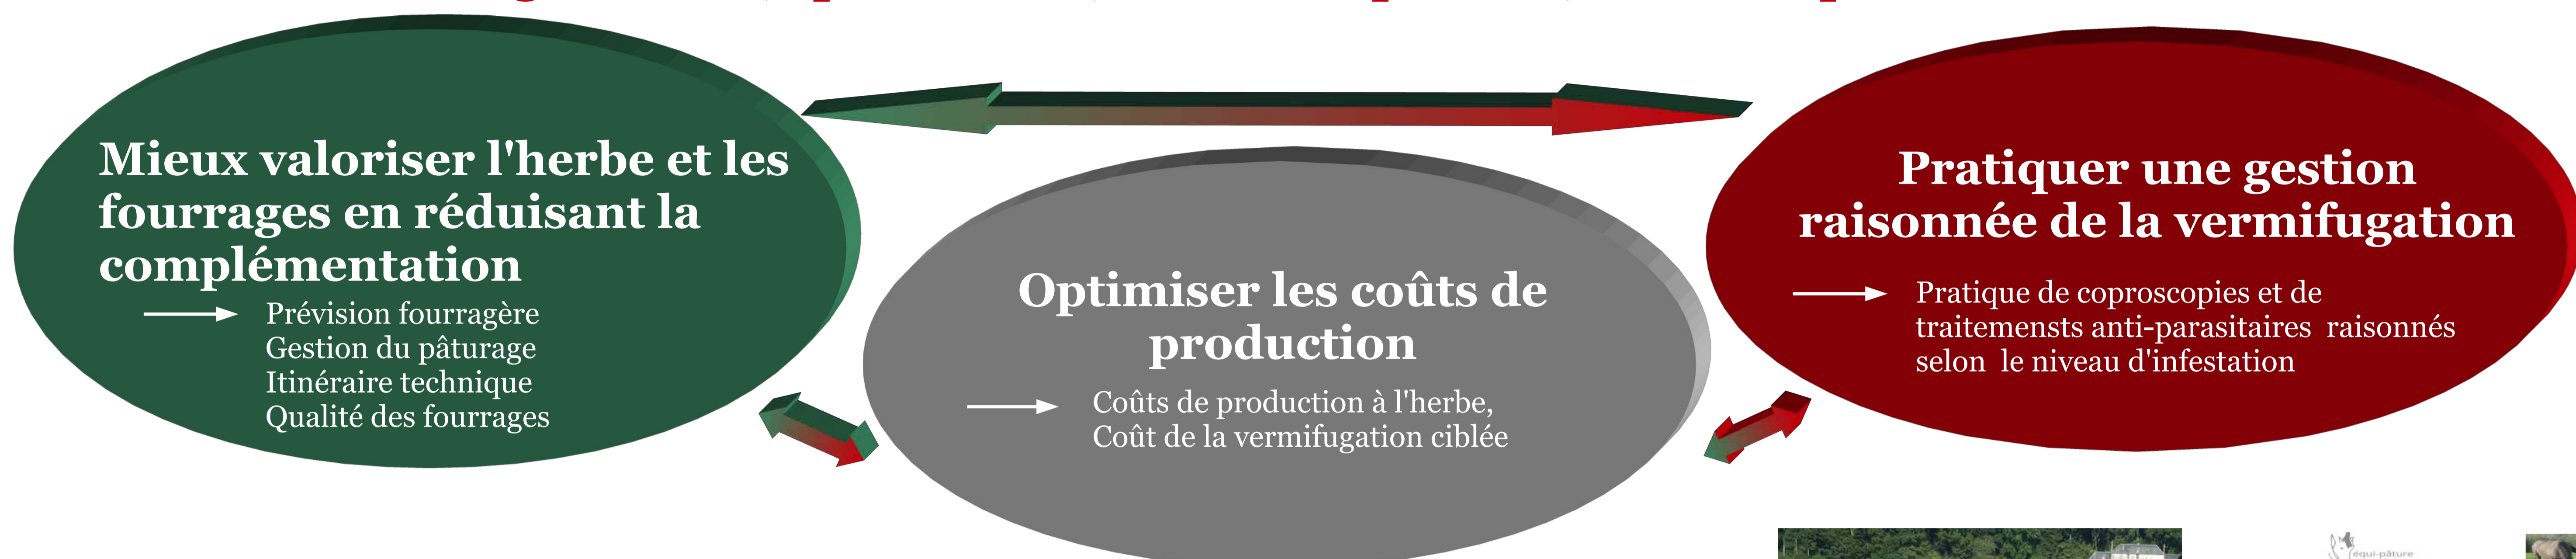 Mieux valoriser l'herbe et les
fourrages en réduisant la
complémentation
Prévision fourragère
Gestion du pâturage
Itinéraire technique
Qualité des fourrages
Optimiser les coûts de
production
Coûts de production à l'herbe,
Coût de la vermifugation ciblée
Pratiquer une gestion
raisonnée de la vermifugation
Pratique de coproscopies et de
traitemensts anti-parasitaires raisonnés
selon le niveau d'infestation
équi-pâture